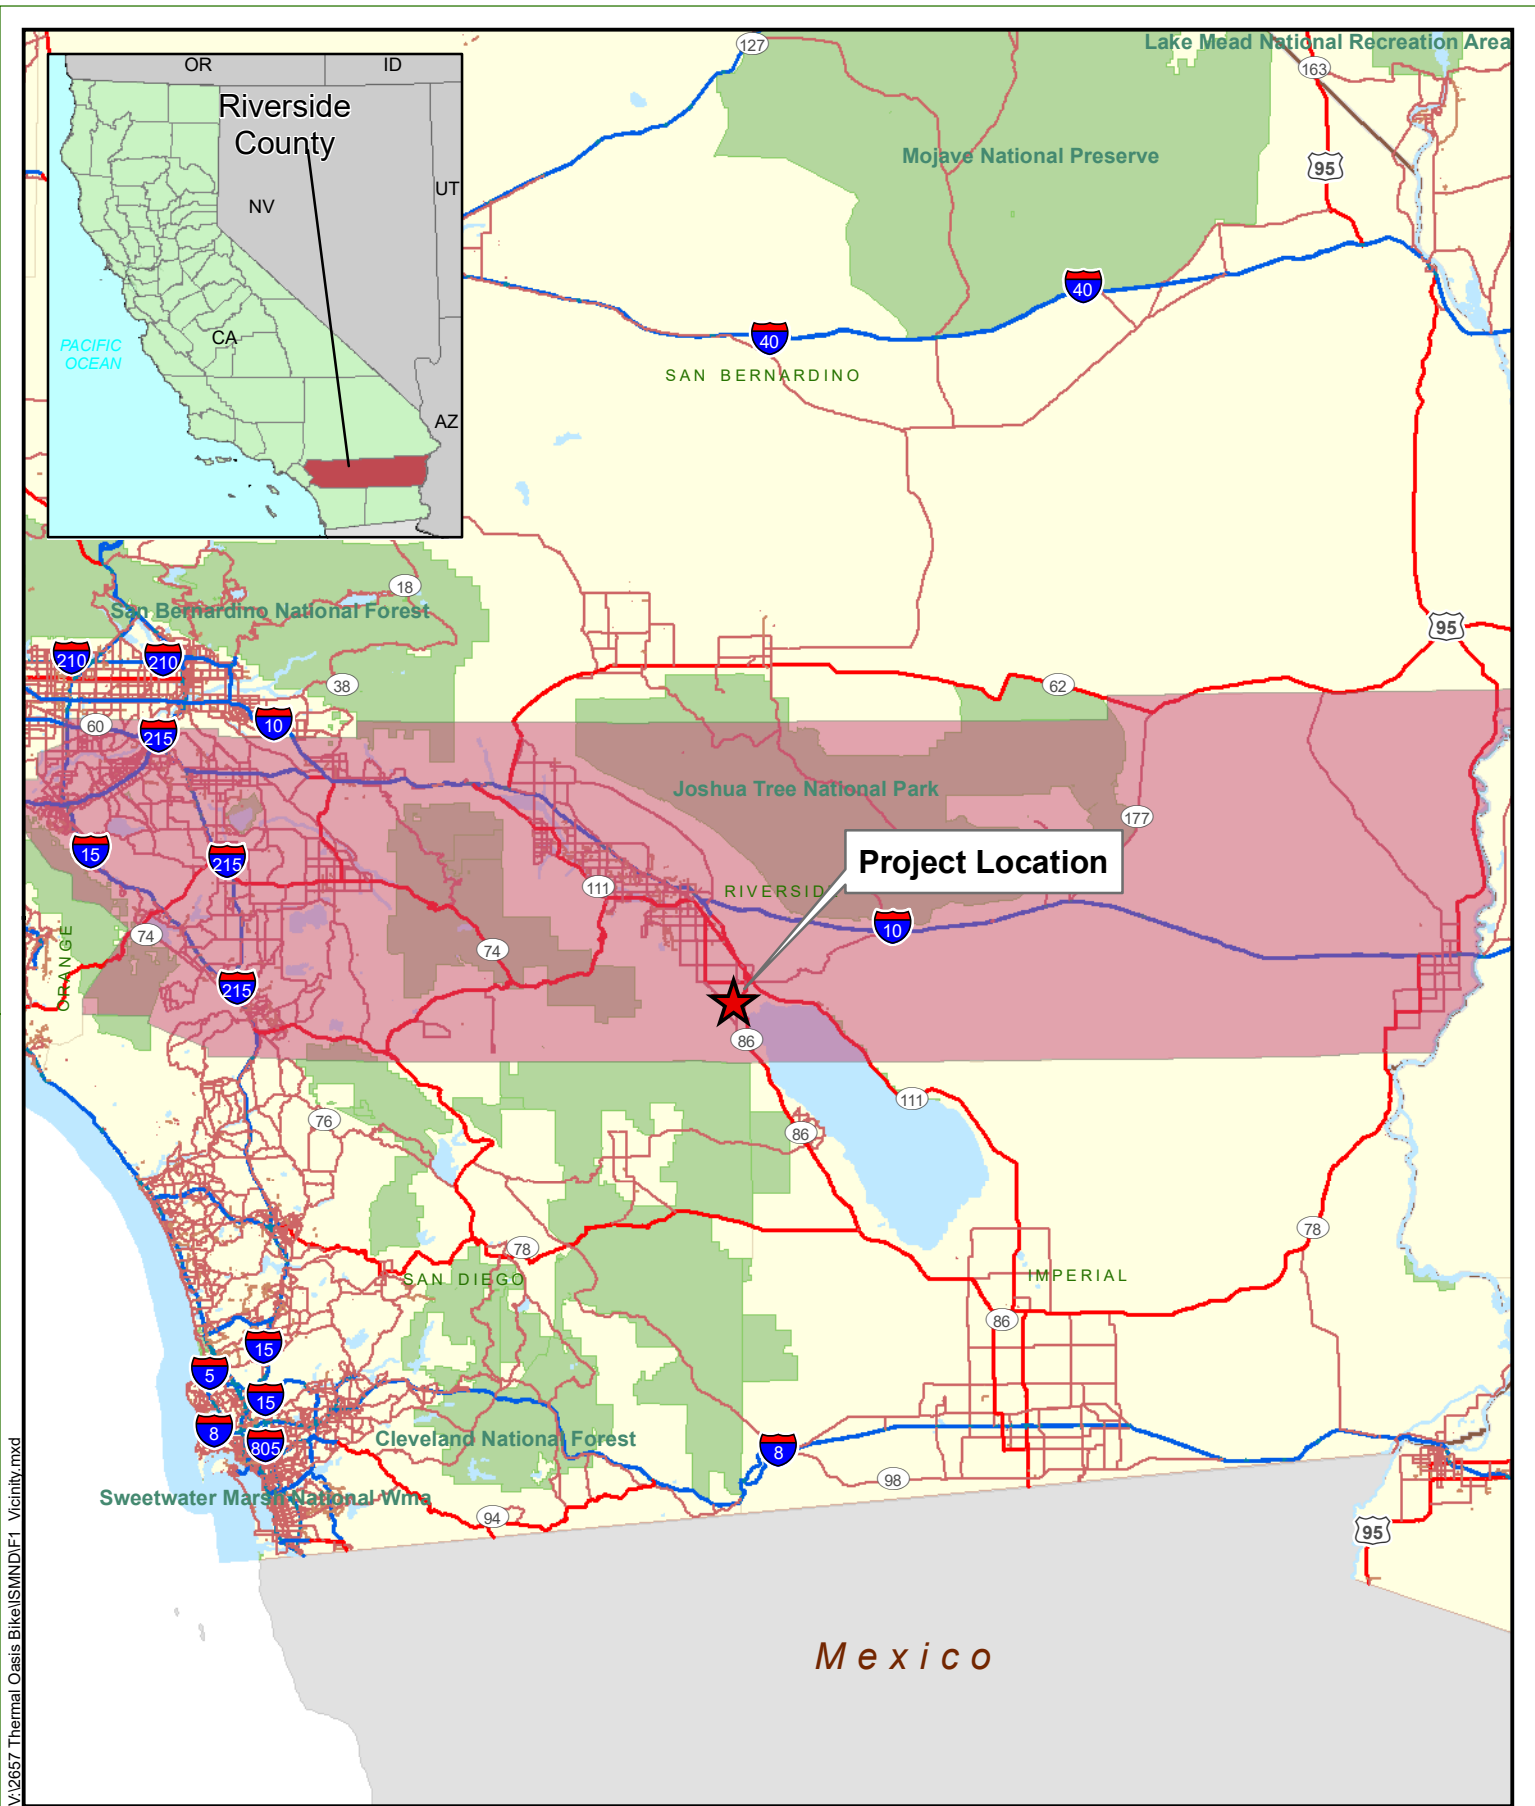 OR
ID
Riverside
County
NV
UT
CA
PACIFIC
OCEAN
AZ
127
Lake Mead National Recreation Area
163
Mojave National Preserve
95
40
40
SAN BERNARDINO
18
San Bernardino National Forest
95
210
210
38
62
60
215
10
Joshua Tree National Park
177
15
215
Project Location
111
RIVERSID
10
74
74
ORANGE
215
86
111
76
86
78
78
SAN DIEGO
IMPERIAL
86
15
5
15
8
805
Cleveland National Forest
8
98
Sweetwater Marsh National Wma
94
95
Mexico
V:\2657 Thermal Oasis Bike\ISMND\F1 Vicinity.mxd